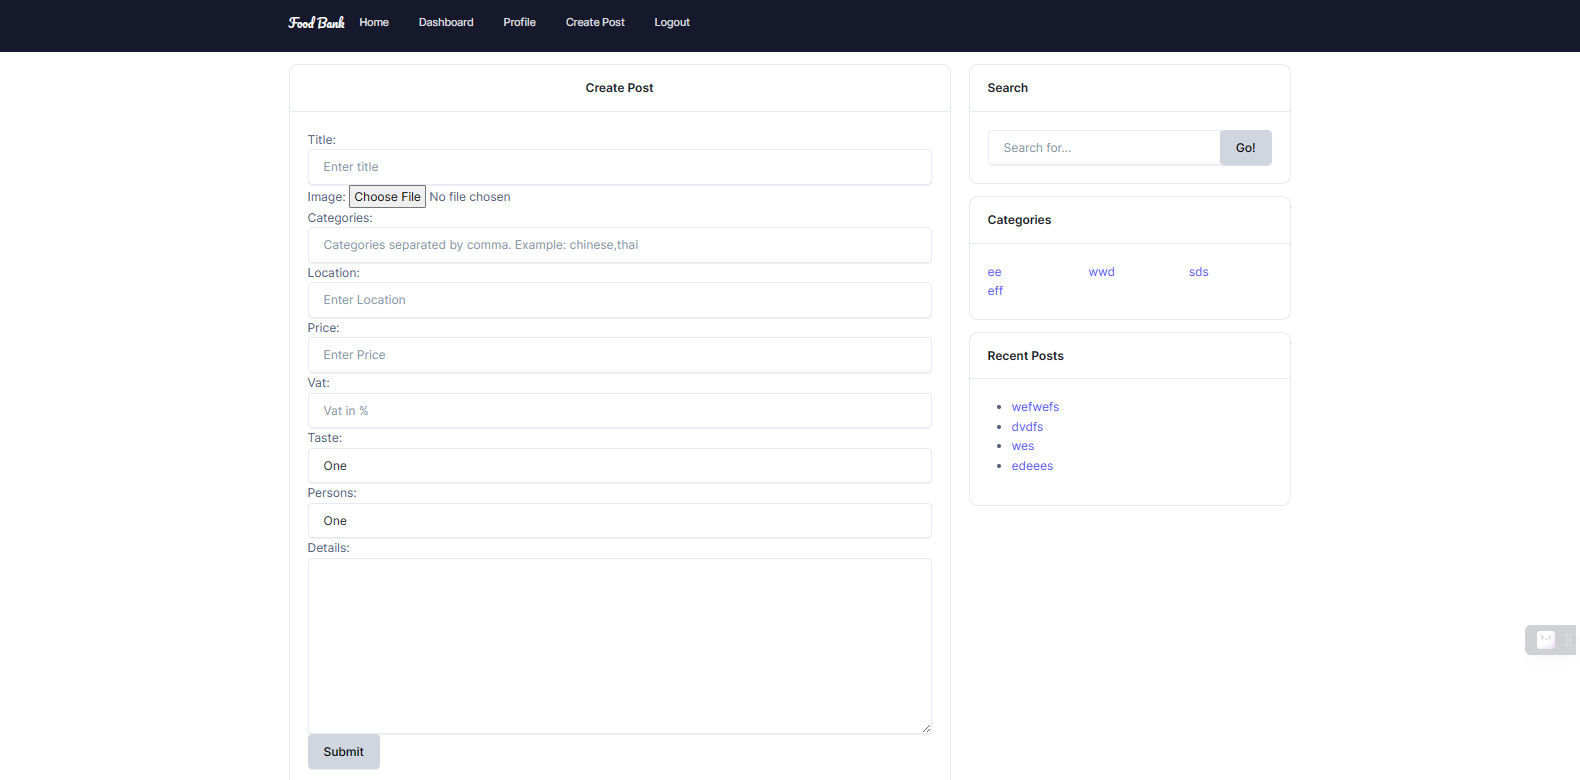 Food Bank Home Dashboard Profile Create Post Logout
Create Post
Title:
Enter title
Image: Choose File No file chosen
Categories:
Categories separated by comma. Example: chinese,thai
Location:
Enter Location
Price:
Enter Price
Vat:
Vat in %
Taste:
One
Persons:
One
Details:
Submit
Search
Search for...
Go!
Categories
ee wwd sds
eff
Recent Posts
wefwefs
dvdfs
wes
edeees